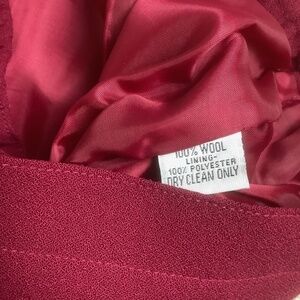 100% WOOL
LINING-
100% POLYESTER
DRY CLEAN ONLY